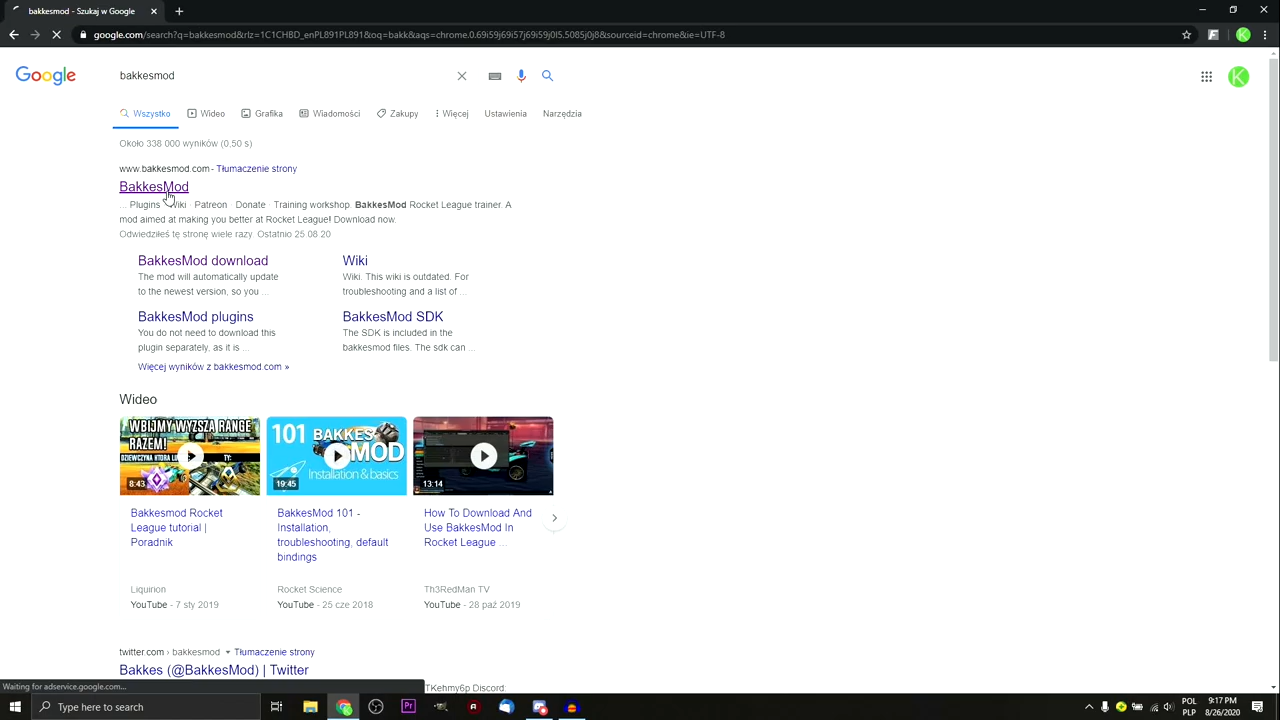 bakkesmod - Szukaj w Google
google.com/search?q=bakkesmod&rlz=1C1CHBD_enPL891PL891&oq=bakk&aqs=chrome.0.69i59j69i57j69i59j0l5.5085j0j8&sourceid=chrome&ie=UTF-8
Google
bakkesmod
K
Wszystko Wideo Grafika Wiadomości Zakupy Więcej Ustawienia Narzędzia
Około 338 000 wyników (0,50 s)
www.bakkesmod.com - Tłumaczenie strony
BakkesMod
... Plugins · Wiki · Patreon · Donate · Training workshop. BakkesMod Rocket League trainer. A
mod aimed at making you better at Rocket League! Download now.
Odwiedziłeś tę stronę wiele razy. Ostatnio 25.08.20
BakkesMod download
The mod will automatically update
to the newest version, so you ...
Wiki
Wiki. This wiki is outdated. For
troubleshooting and a list of ...
BakkesMod plugins
You do not need to download this
plugin separately, as it is ...
BakkesMod SDK
The SDK is included in the
bakkesmod files. The sdk can ...
Więcej wyników z bakkesmod.com »
Wideo
WBIJMY WYŻSZA RANGE
RAZEM!
TY:
8:43
101 BAKKES
MOD
Installation & basics
19:45
13:14
Bakkesmod Rocket
League tutorial |
Poradnik
Liquirion
YouTube - 7 sty 2019
BakkesMod 101 -
Installation,
troubleshooting, default
bindings
Rocket Science
YouTube - 25 cze 2018
How To Download And
Use BakkesMod In
Rocket League ...
Th3RedMan TV
YouTube - 28 paź 2019
twitter.com › bakkesmod Tłumaczenie strony
Bakkes (@BakkesMod) | Twitter
TKehmy6p Discord:
Waiting for adservice.google.com...
Type here to search
Pr
POL
PLP
9:17 PM
8/26/2020